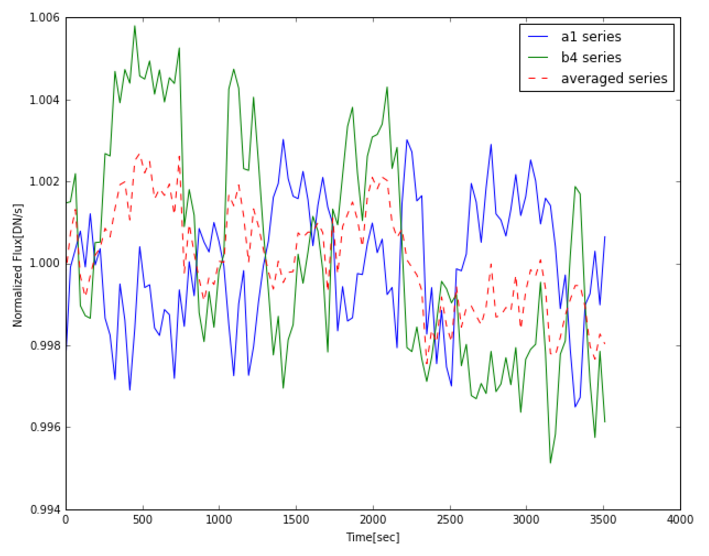 1.006
1.004
1.002
1.000
0.998
0.996
0.994
Normalized Flux[DN/s]
a1 series
b4 series
averaged series
0 500 1000 1500 2000 2500 3000 3500 4000
Time[sec]